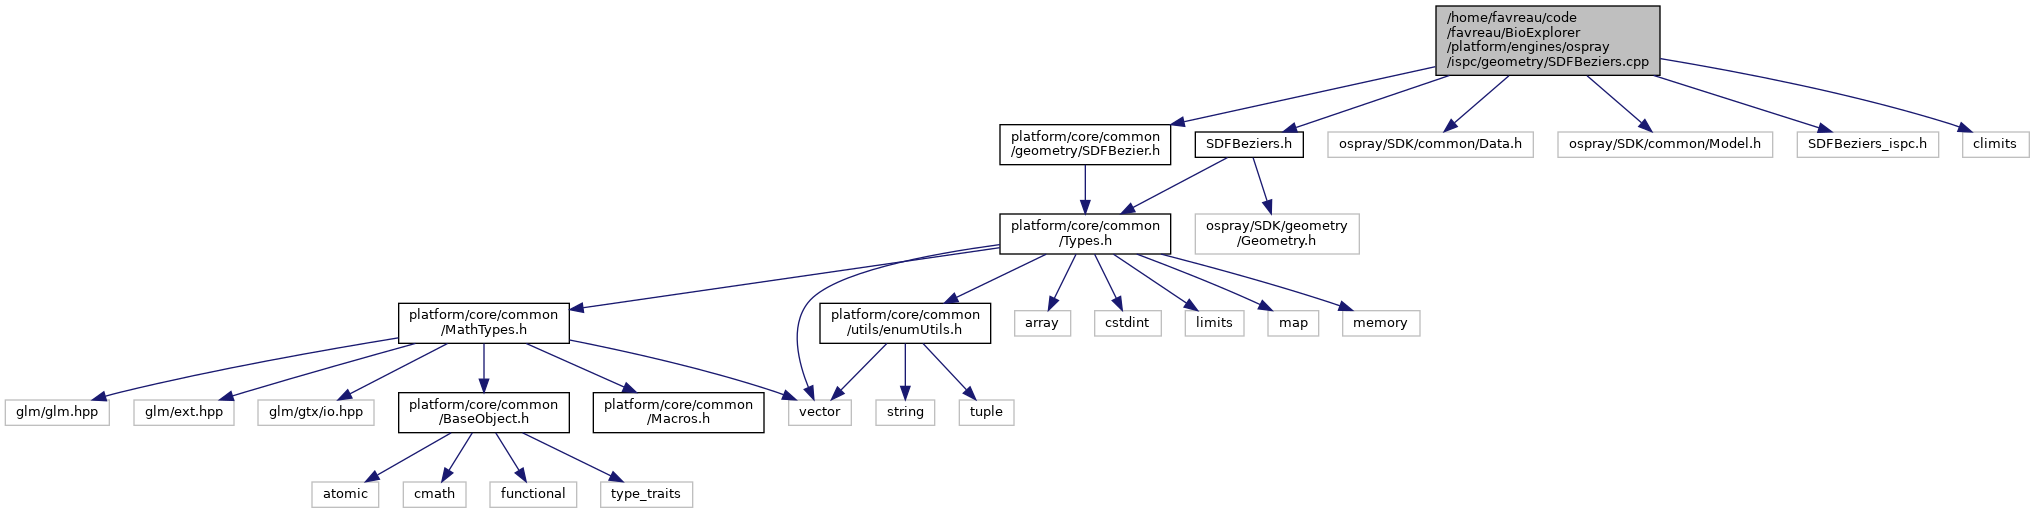 /home/favreau/code
/favreau/BioExplorer
/platform/engines/ospray
/ispc/geometry/SDFBeziers.cpp
platform/core/common
/geometry/SDFBezier.h
SDFBeziers.h
ospray/SDK/common/Data.h
ospray/SDK/common/Model.h
SDFBeziers_ispc.h
climits
platform/core/common
/Types.h
ospray/SDK/geometry
/Geometry.h
platform/core/common
/MathTypes.h
platform/core/common
/utils/enumUtils.h
array
cstdint
limits
map
memory
glm/glm.hpp
glm/ext.hpp
glm/gtx/io.hpp
platform/core/common
/BaseObject.h
platform/core/common
/Macros.h
vector
string
tuple
atomic
cmath
functional
type_traits